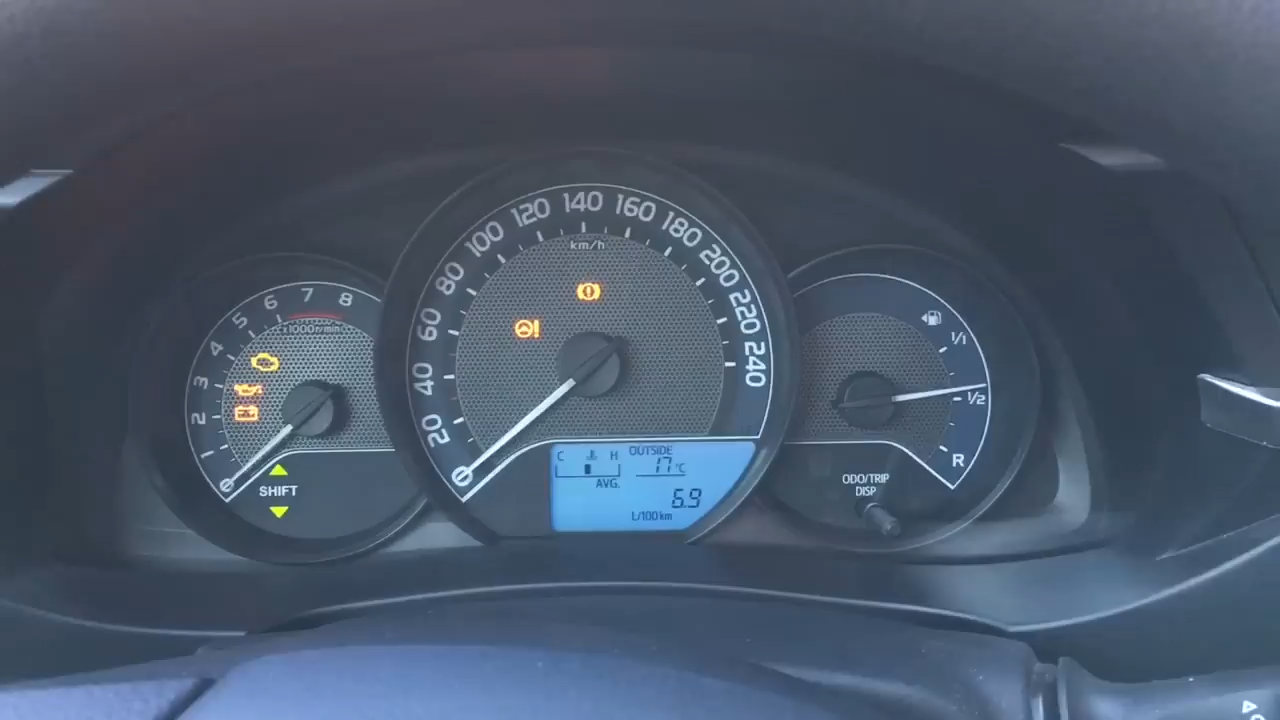 1 2 3 4 5 6 7 8
x1000r/min
SHIFT
0 20 40 60 80 100 120 140 160 180 200 220 240
km/h
C H
OUTSIDE
17°C
AVG.
6.9
L/100km
1/1
1/2
R
ODO/TRIP
DISP